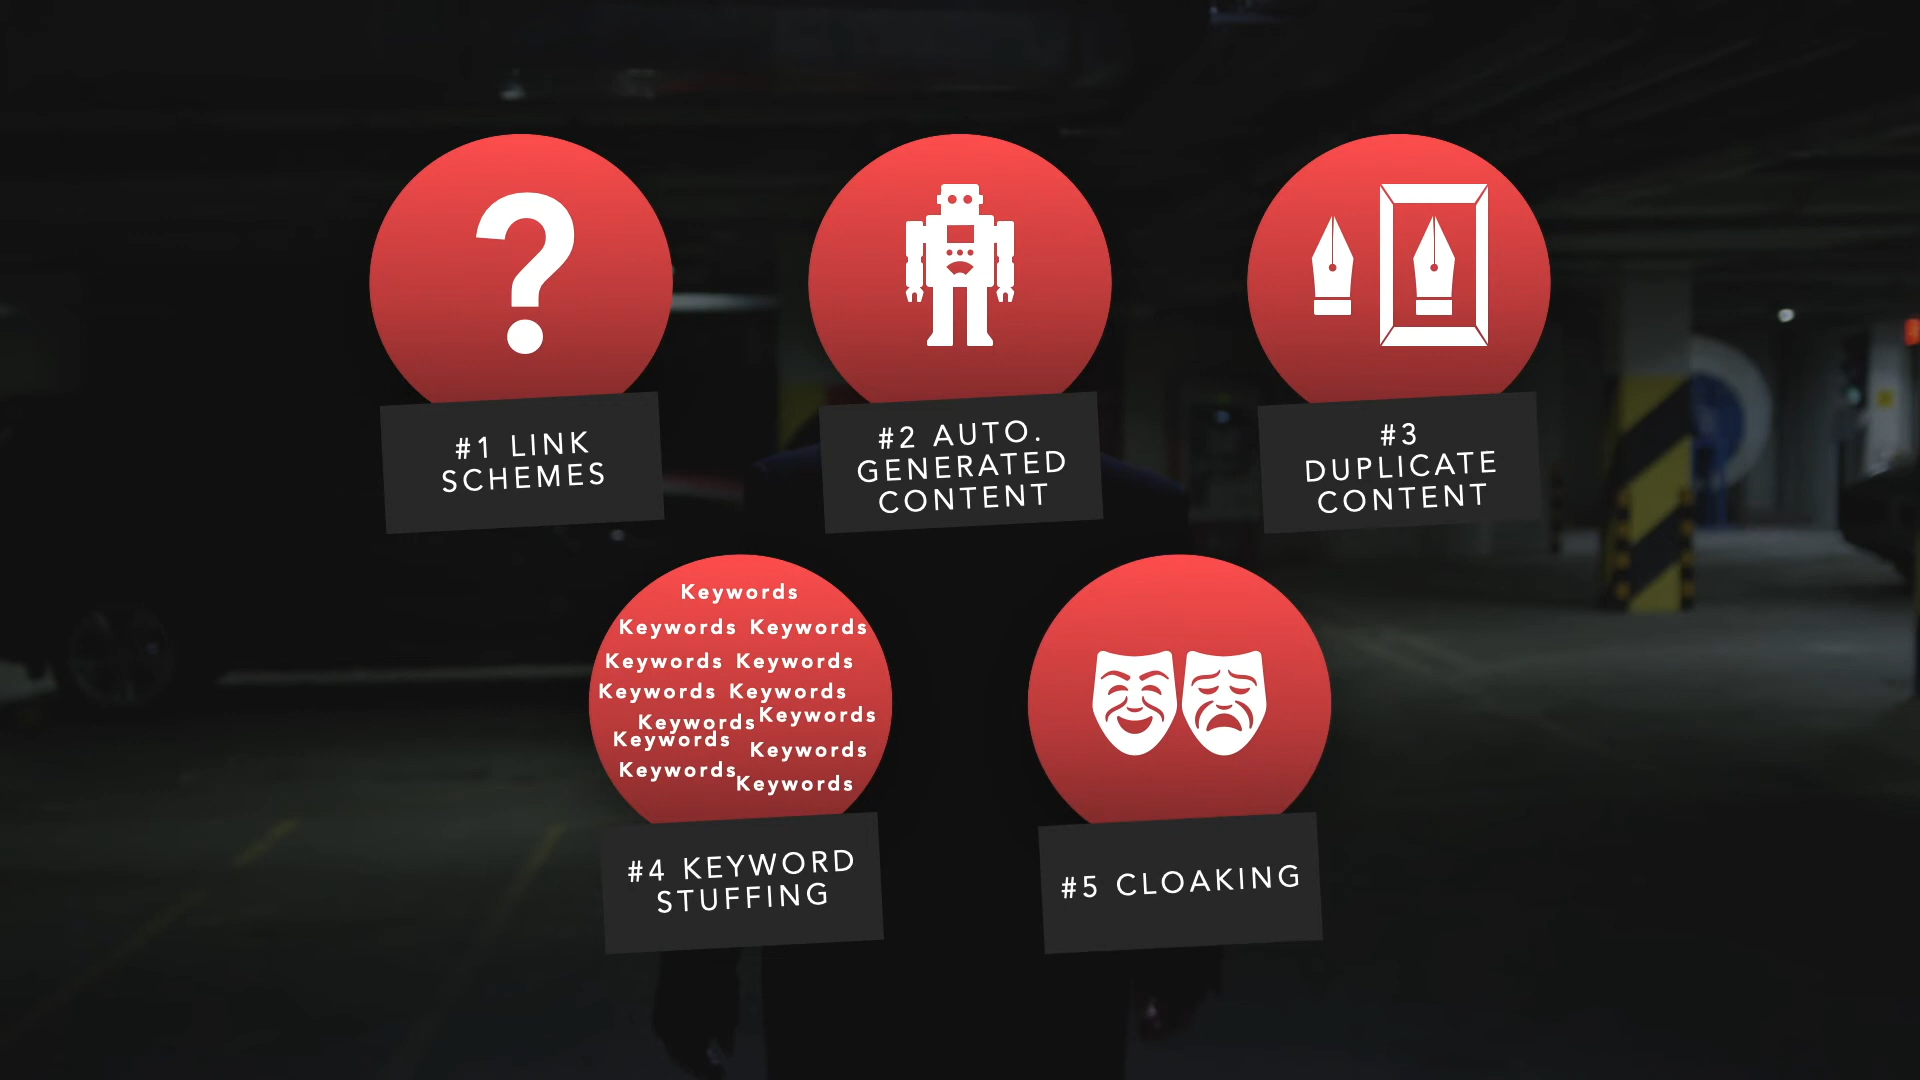 #1 LINK
SCHEMES
#2 AUTO.
GENERATED
CONTENT
#3
DUPLICATE
CONTENT
Keywords
Keywords Keywords
Keywords Keywords
Keywords Keywords
Keywords Keywords
Keywords
Keywords
Keywords
Keywords
#4 KEYWORD
STUFFING
#5 CLOAKING